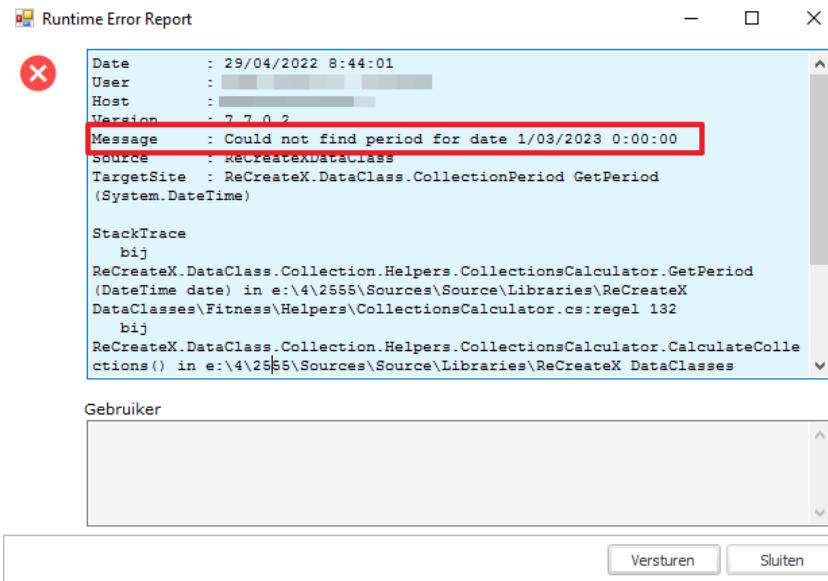 Runtime Error Report
Date : 29/04/2022 8:44:01
User :
Host :
Version : 7.7.0.2
Message : Could not find period for date 1/03/2023 0:00:00
Source : ReCreateXDataClass
TargetSite : ReCreateX.DataClass.CollectionPeriod GetPeriod
(System.DateTime)
StackTrace
bij
ReCreateX.DataClass.Collection.Helpers.CollectionsCalculator.GetPeriod
(DateTime date) in e:\4\2555\Sources\Source\Libraries\ReCreateX
DataClasses\Fitness\Helpers\CollectionsCalculator.cs:regel 132
bij
ReCreateX.DataClass.Collection.Helpers.CollectionsCalculator.CalculateColle
ctions() in e:\4\2555\Sources\Source\Libraries\ReCreateX DataClasses
Gebruiker
Versturen Sluiten